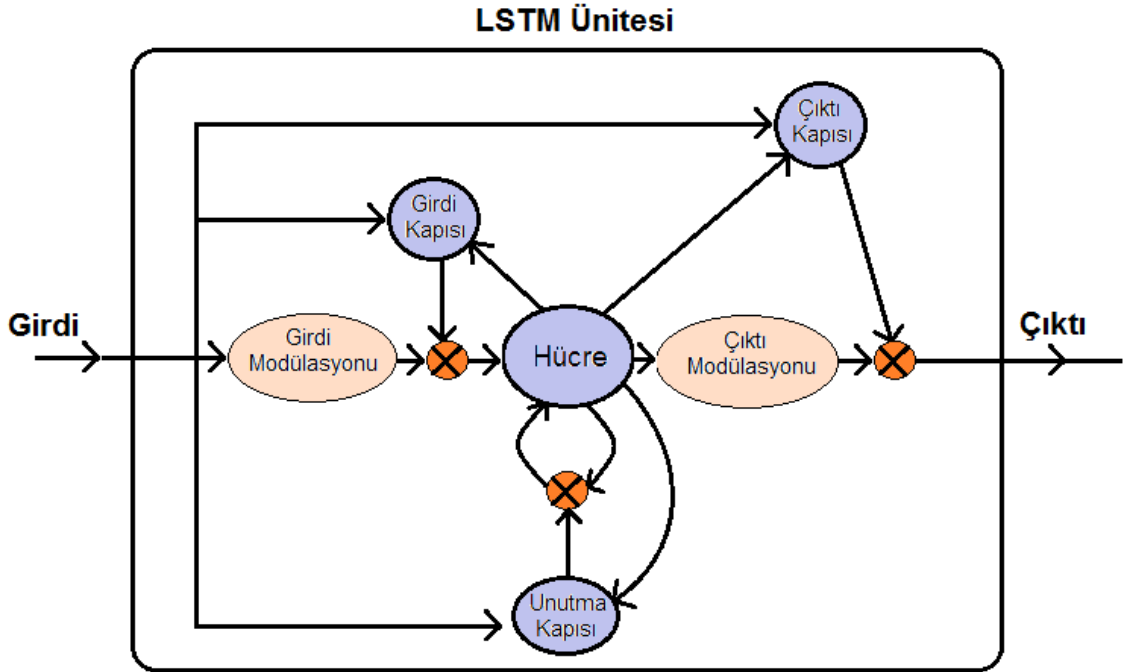 LSTM Ünitesi
Çıktı
Kapısı
Girdi
Kapısı
Girdi
Girdi
Modülasyonu
Hücre
Çıktı
Modülasyonu
Çıktı
Unutma
Kapısı